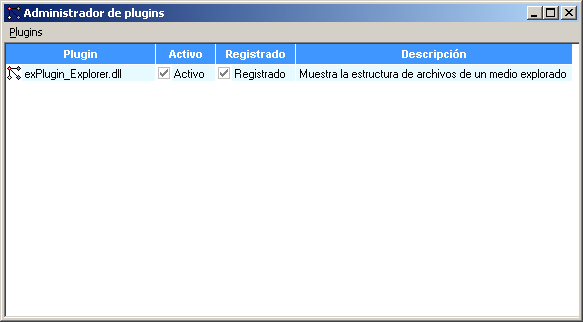 Administrador de plugins
Plugins
Plugin Activo Registrado Descripción
exPlugin_Explorer.dll Activo Registrado Muestra la estructura de archivos de un medio explorado